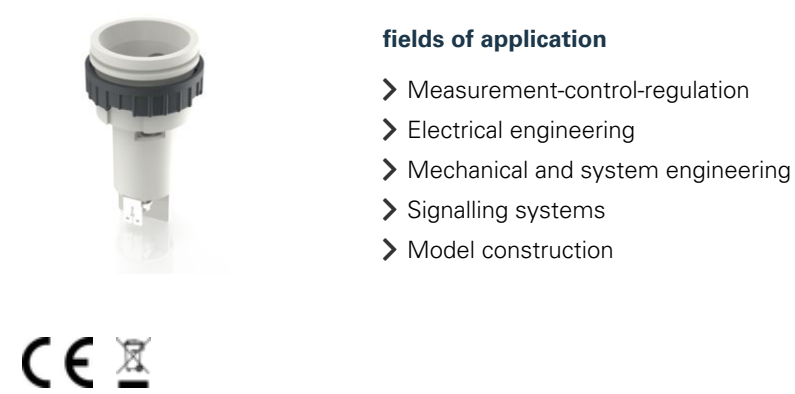 fields of application
Measurement-control-regulation
Electrical engineering
Mechanical and system engineering
Signalling systems
Model construction
CE